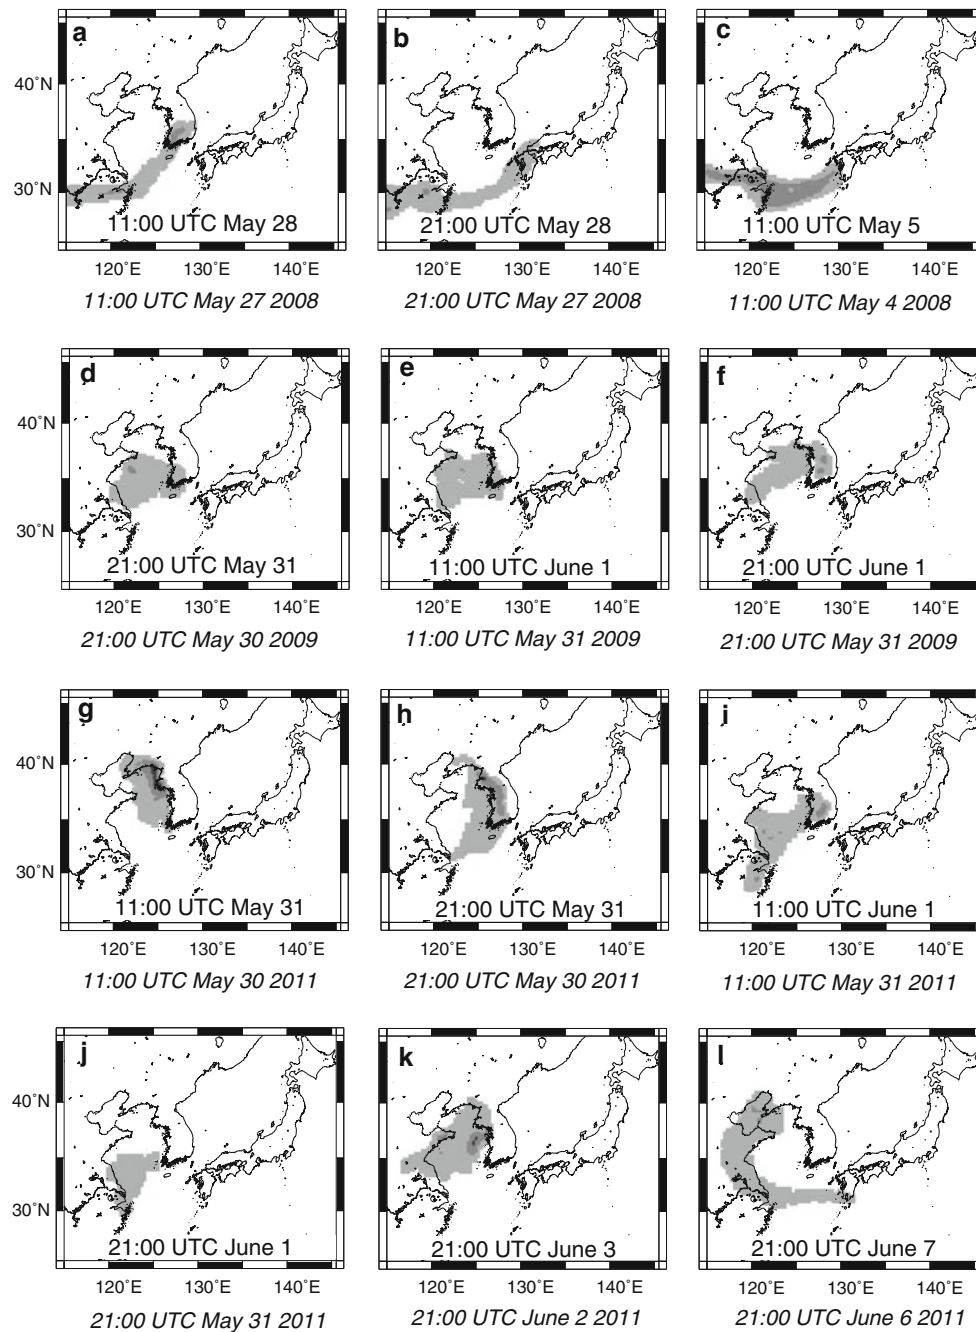 a b c
40°N
30°N
11:00 UTC May 28 21:00 UTC May 28 11:00 UTC May 5
120°E 130°E 140°E 120°E 130°E 140°E 120°E 130°E 140°E
11:00 UTC May 27 2008 21:00 UTC May 27 2008 11:00 UTC May 4 2008
d e f
40°N
30°N
21:00 UTC May 31 11:00 UTC June 1 21:00 UTC June 1
120°E 130°E 140°E 120°E 130°E 140°E 120°E 130°E 140°E
21:00 UTC May 30 2009 11:00 UTC May 31 2009 21:00 UTC May 31 2009
g h i
40°N
30°N
11:00 UTC May 31 21:00 UTC May 31 11:00 UTC June 1
120°E 130°E 140°E 120°E 130°E 140°E 120°E 130°E 140°E
11:00 UTC May 30 2011 21:00 UTC May 30 2011 11:00 UTC May 31 2011
j k l
40°N
30°N
21:00 UTC June 1 21:00 UTC June 3 21:00 UTC June 7
120°E 130°E 140°E 120°E 130°E 140°E 120°E 130°E 140°E
21:00 UTC May 31 2011 21:00 UTC June 2 2011 21:00 UTC June 6 2011